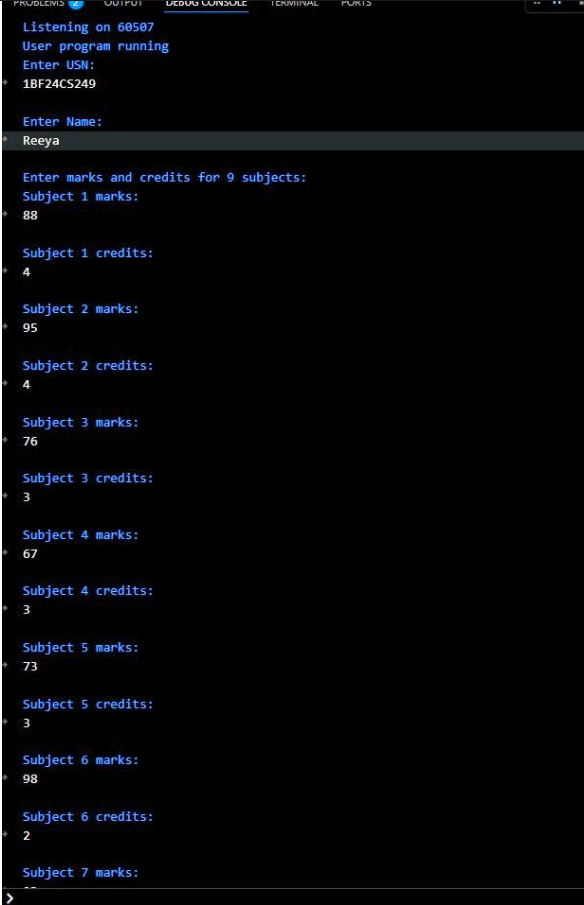 PROBLEMS 2 OUTPUT DEBUG CONSOLE TERMINAL PORTS
Listening on 60507
User program running
Enter USN:
1BF24CS249
Enter Name:
Reeya
Enter marks and credits for 9 subjects:
Subject 1 marks:
88
Subject 1 credits:
4
Subject 2 marks:
95
Subject 2 credits:
4
Subject 3 marks:
76
Subject 3 credits:
3
Subject 4 marks:
67
Subject 4 credits:
3
Subject 5 marks:
73
Subject 5 credits:
3
Subject 6 marks:
98
Subject 6 credits:
2
Subject 7 marks: